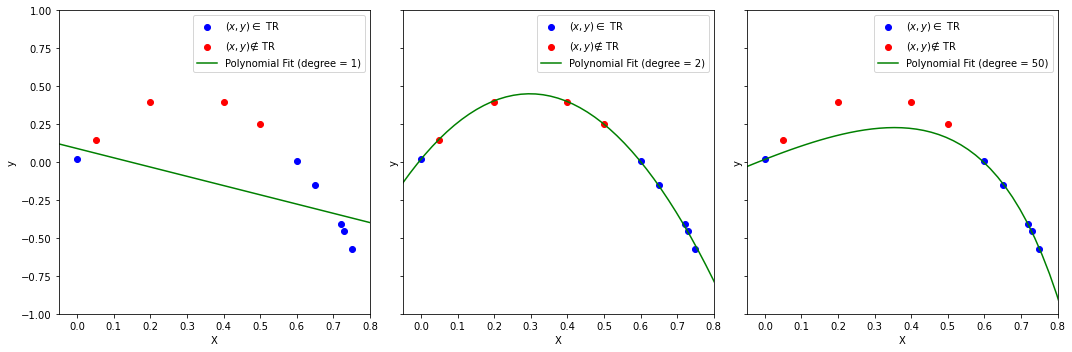 1.00
0.75
0.50
0.25
0.00
−0.25
−0.50
−0.75
−1.00
y
0.0 0.1 0.2 0.3 0.4 0.5 0.6 0.7 0.8
X
(x, y) ∈ TR
(x, y) ∉ TR
Polynomial Fit (degree = 1)
y
0.0 0.1 0.2 0.3 0.4 0.5 0.6 0.7 0.8
X
(x, y) ∈ TR
(x, y) ∉ TR
Polynomial Fit (degree = 2)
y
0.0 0.1 0.2 0.3 0.4 0.5 0.6 0.7 0.8
X
(x, y) ∈ TR
(x, y) ∉ TR
Polynomial Fit (degree = 50)